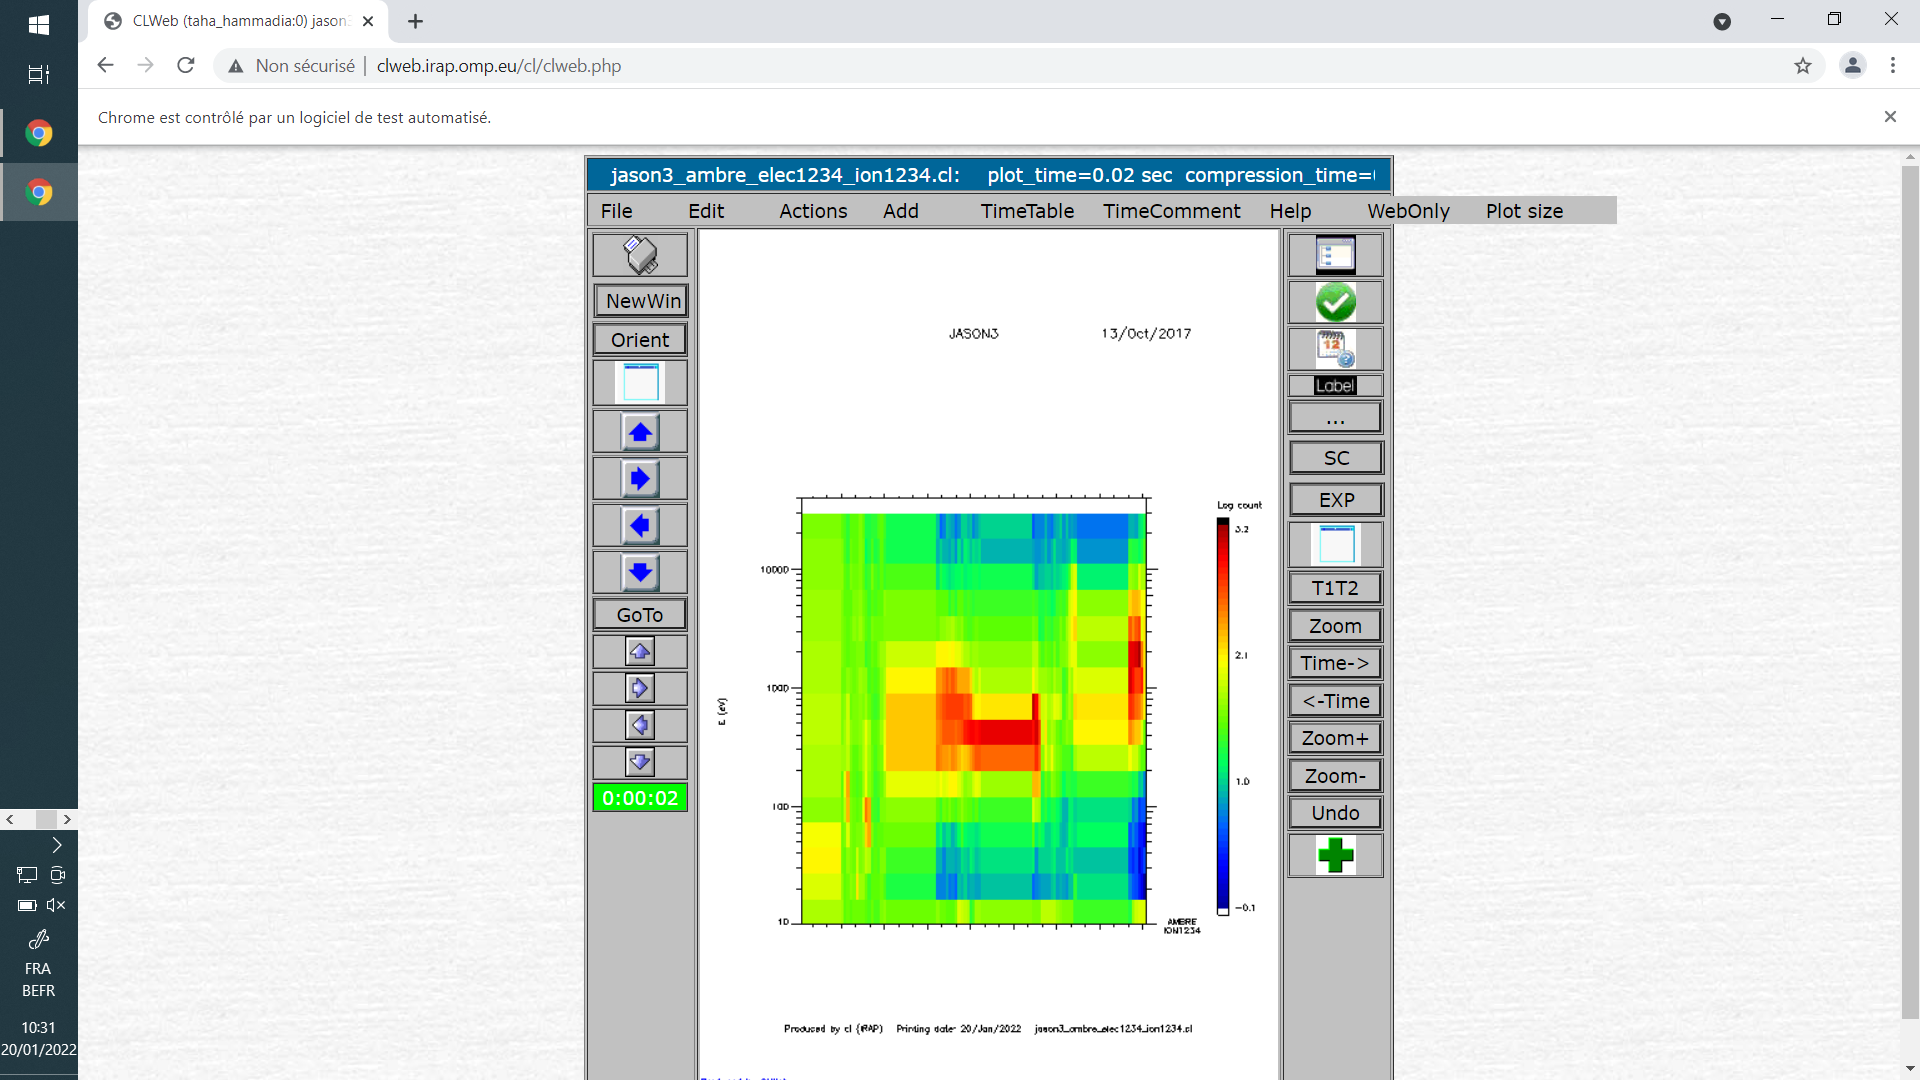 CLWeb (taha_hammadia:0) jason3
Non sécurisé | clweb.irap.omp.eu/cl/clweb.php
Chrome est contrôlé par un logiciel de test automatisé.
jason3_ambre_elec1234_ion1234.cl: plot_time=0.02 sec compression_time=
File Edit Actions Add TimeTable TimeComment Help WebOnly Plot size
NewWin
Orient
GoTo
0:00:02
JASON3 13/Oct/2017
E (eV)
10000
1000
100
10
Log count
3.2
2.1
1.0
-0.1
AMBRE
ION1234
Produced by cl (IRAP) Printing date: 20/Jan/2022 jason3_ambre_elec1234_ion1234.cl
12
Label
...
SC
EXP
T1T2
Zoom
Time->
<-Time
Zoom+
Zoom-
Undo
FRA
BEFR
10:31
20/01/2022